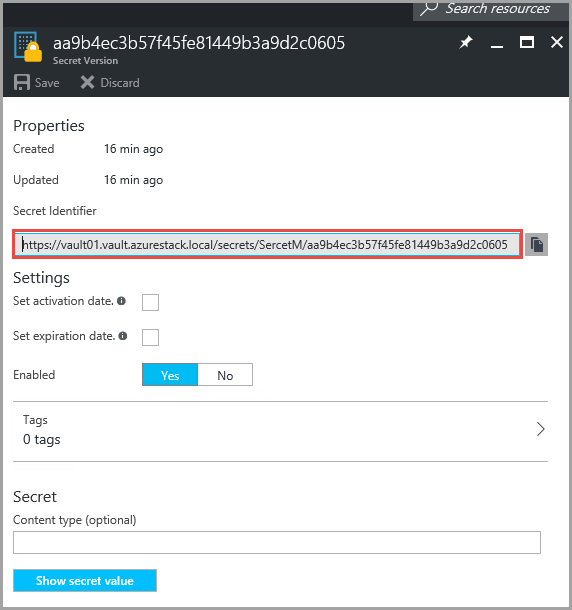 Search resources
aa9b4ec3b57f45fe81449b3a9d2c0605
Secret Version
Save Discard
Properties
Created 16 min ago
Updated 16 min ago
Secret Identifier
https://vault01.vault.azurestack.local/secrets/SercetM/aa9b4ec3b57f45fe81449b3a9d2c0605
Settings
Set activation date.
Set expiration date.
Enabled Yes No
Tags
0 tags
Secret
Content type (optional)
Show secret value